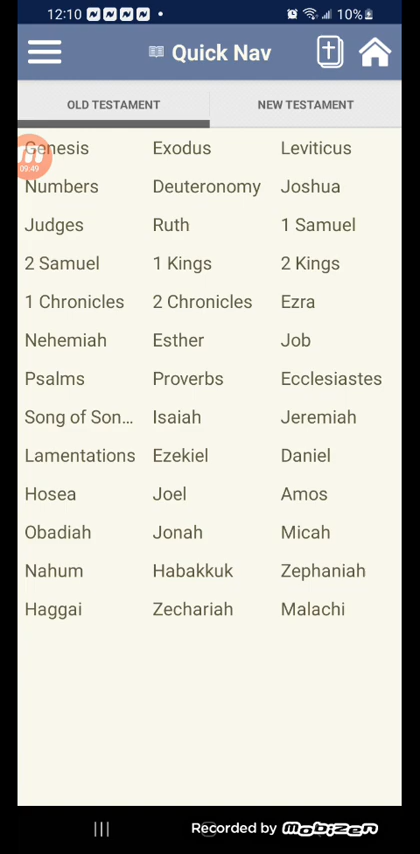 12:10 10%
Quick Nav
OLD TESTAMENT NEW TESTAMENT
Genesis Exodus Leviticus
09:49
Numbers Deuteronomy Joshua
Judges Ruth 1 Samuel
2 Samuel 1 Kings 2 Kings
1 Chronicles 2 Chronicles Ezra
Nehemiah Esther Job
Psalms Proverbs Ecclesiastes
Song of Son... Isaiah Jeremiah
Lamentations Ezekiel Daniel
Hosea Joel Amos
Obadiah Jonah Micah
Nahum Habakkuk Zephaniah
Haggai Zechariah Malachi
Recorded by mobizen